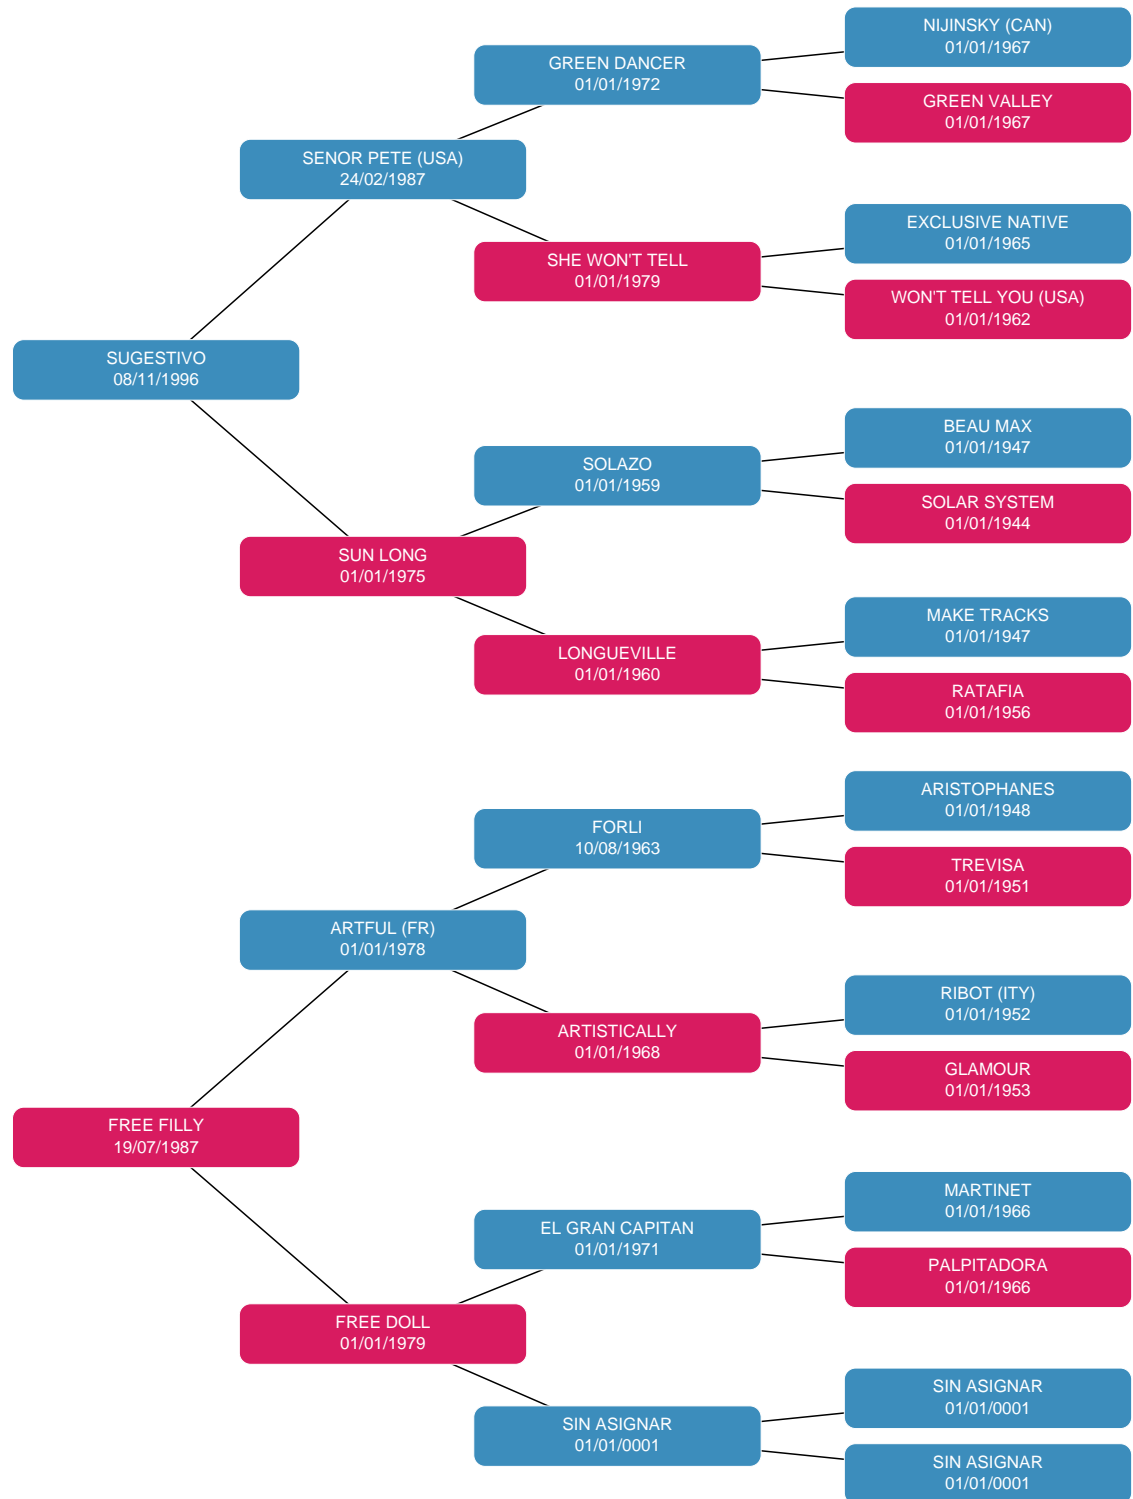 NIJINSKY (CAN)
01/01/1967
GREEN DANCER
01/01/1972
GREEN VALLEY
01/01/1967
SENOR PETE (USA)
24/02/1987
EXCLUSIVE NATIVE
01/01/1965
SHE WON'T TELL
01/01/1979
WON'T TELL YOU (USA)
01/01/1962
SUGESTIVO
08/11/1996
BEAU MAX
01/01/1947
SOLAZO
01/01/1959
SOLAR SYSTEM
01/01/1944
SUN LONG
01/01/1975
MAKE TRACKS
01/01/1947
LONGUEVILLE
01/01/1960
RATAFIA
01/01/1956
ARISTOPHANES
01/01/1948
FORLI
10/08/1963
TREVISA
01/01/1951
ARTFUL (FR)
01/01/1978
RIBOT (ITY)
01/01/1952
ARTISTICALLY
01/01/1968
GLAMOUR
01/01/1953
FREE FILLY
19/07/1987
MARTINET
01/01/1966
EL GRAN CAPITAN
01/01/1971
PALPITADORA
01/01/1966
FREE DOLL
01/01/1979
SIN ASIGNAR
01/01/0001
SIN ASIGNAR
01/01/0001
SIN ASIGNAR
01/01/0001